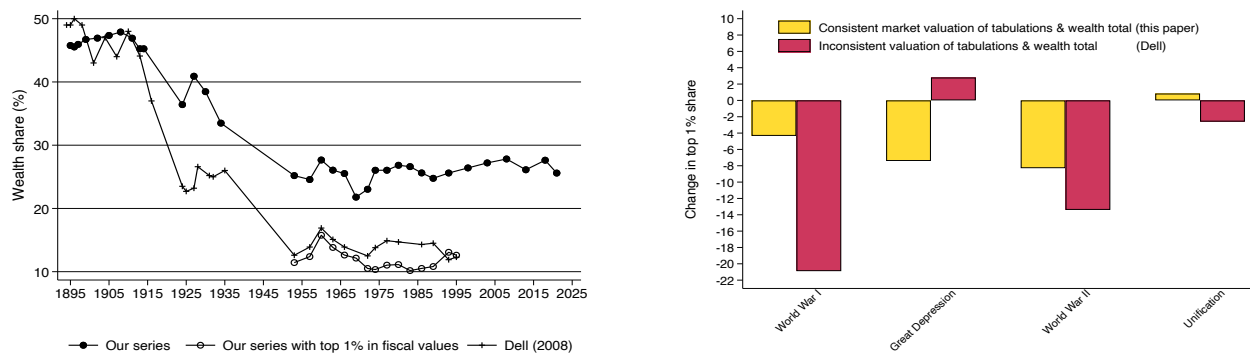 Wealth share (%)
50
40
30
20
10
1895 1905 1915 1925 1935 1945 1955 1965 1975 1985 1995 2005 2015 2025
Our series
Our series with top 1% in fiscal values
Dell (2008)
Change in top 1% share
10
8
6
4
2
0
-2
-4
-6
-8
-10
-12
-14
-16
-18
-20
-22
Consistent market valuation of tabulations & wealth total (this paper)
Inconsistent valuation of tabulations & wealth total (Dell)
World War I
Great Depression
World War II
Unification